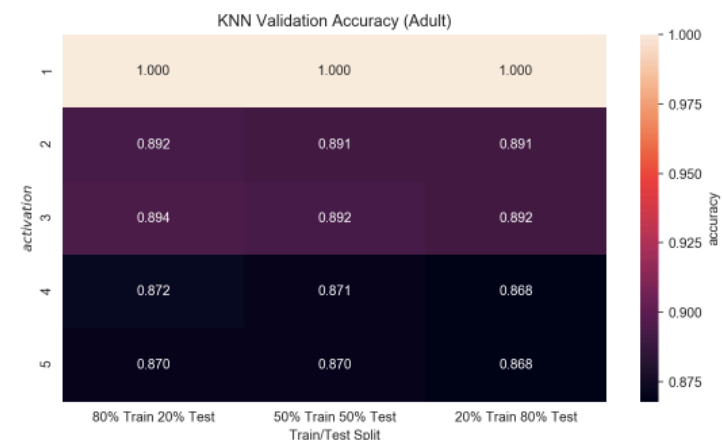 KNN Validation Accuracy (Adult)
1 1.000 1.000 1.000
2 0.892 0.891 0.891
3 0.894 0.892 0.892
4 0.872 0.871 0.868
5 0.870 0.870 0.868
activation
80% Train 20% Test 50% Train 50% Test 20% Train 80% Test
Train/Test Split
1.000
0.975
0.950
0.925
0.900
0.875
accuracy